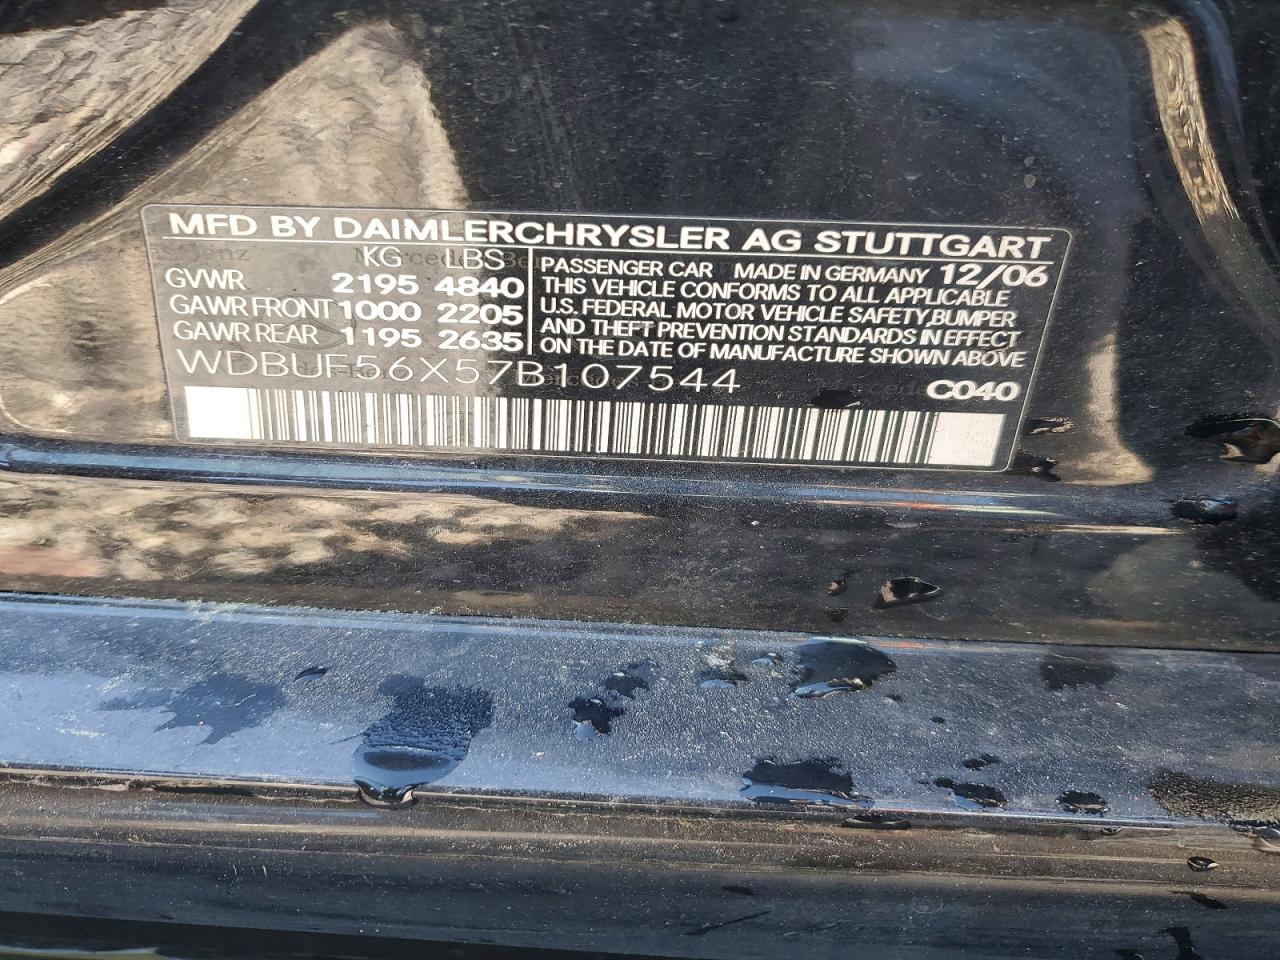 MFD BY DAIMLERCHRYSLER AG STUTTGART
KG LBS
GVWR 2195 4840
GAWR FRONT 1000 2205
GAWR REAR 1195 2635
PASSENGER CAR MADE IN GERMANY 12/06
THIS VEHICLE CONFORMS TO ALL APPLICABLE
U.S. FEDERAL MOTOR VEHICLE SAFETY,BUMPER
AND THEFT PREVENTION STANDARDS IN EFFECT
ON THE DATE OF MANUFACTURE SHOWN ABOVE
WDBUF56X57B107544
C040